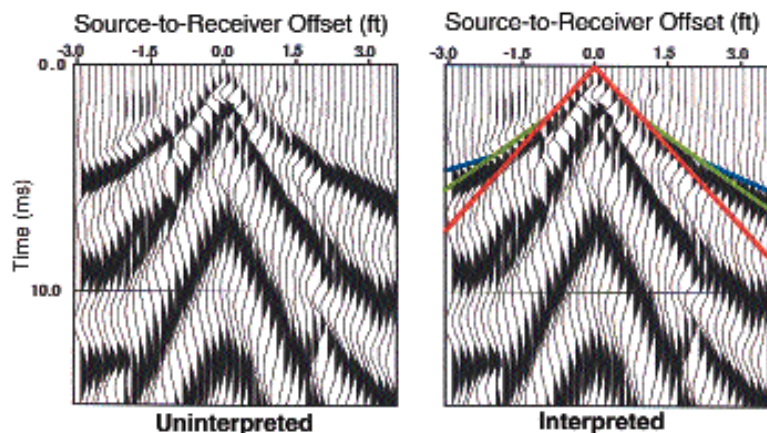 Source-to-Receiver Offset (ft)
-3.0 -1.5 0.0 1.5 3.0
0.0
Time (ms)
10.0
Uninterpreted
Source-to-Receiver Offset (ft)
-3.0 -1.5 0.0 1.5 3.0
Interpreted